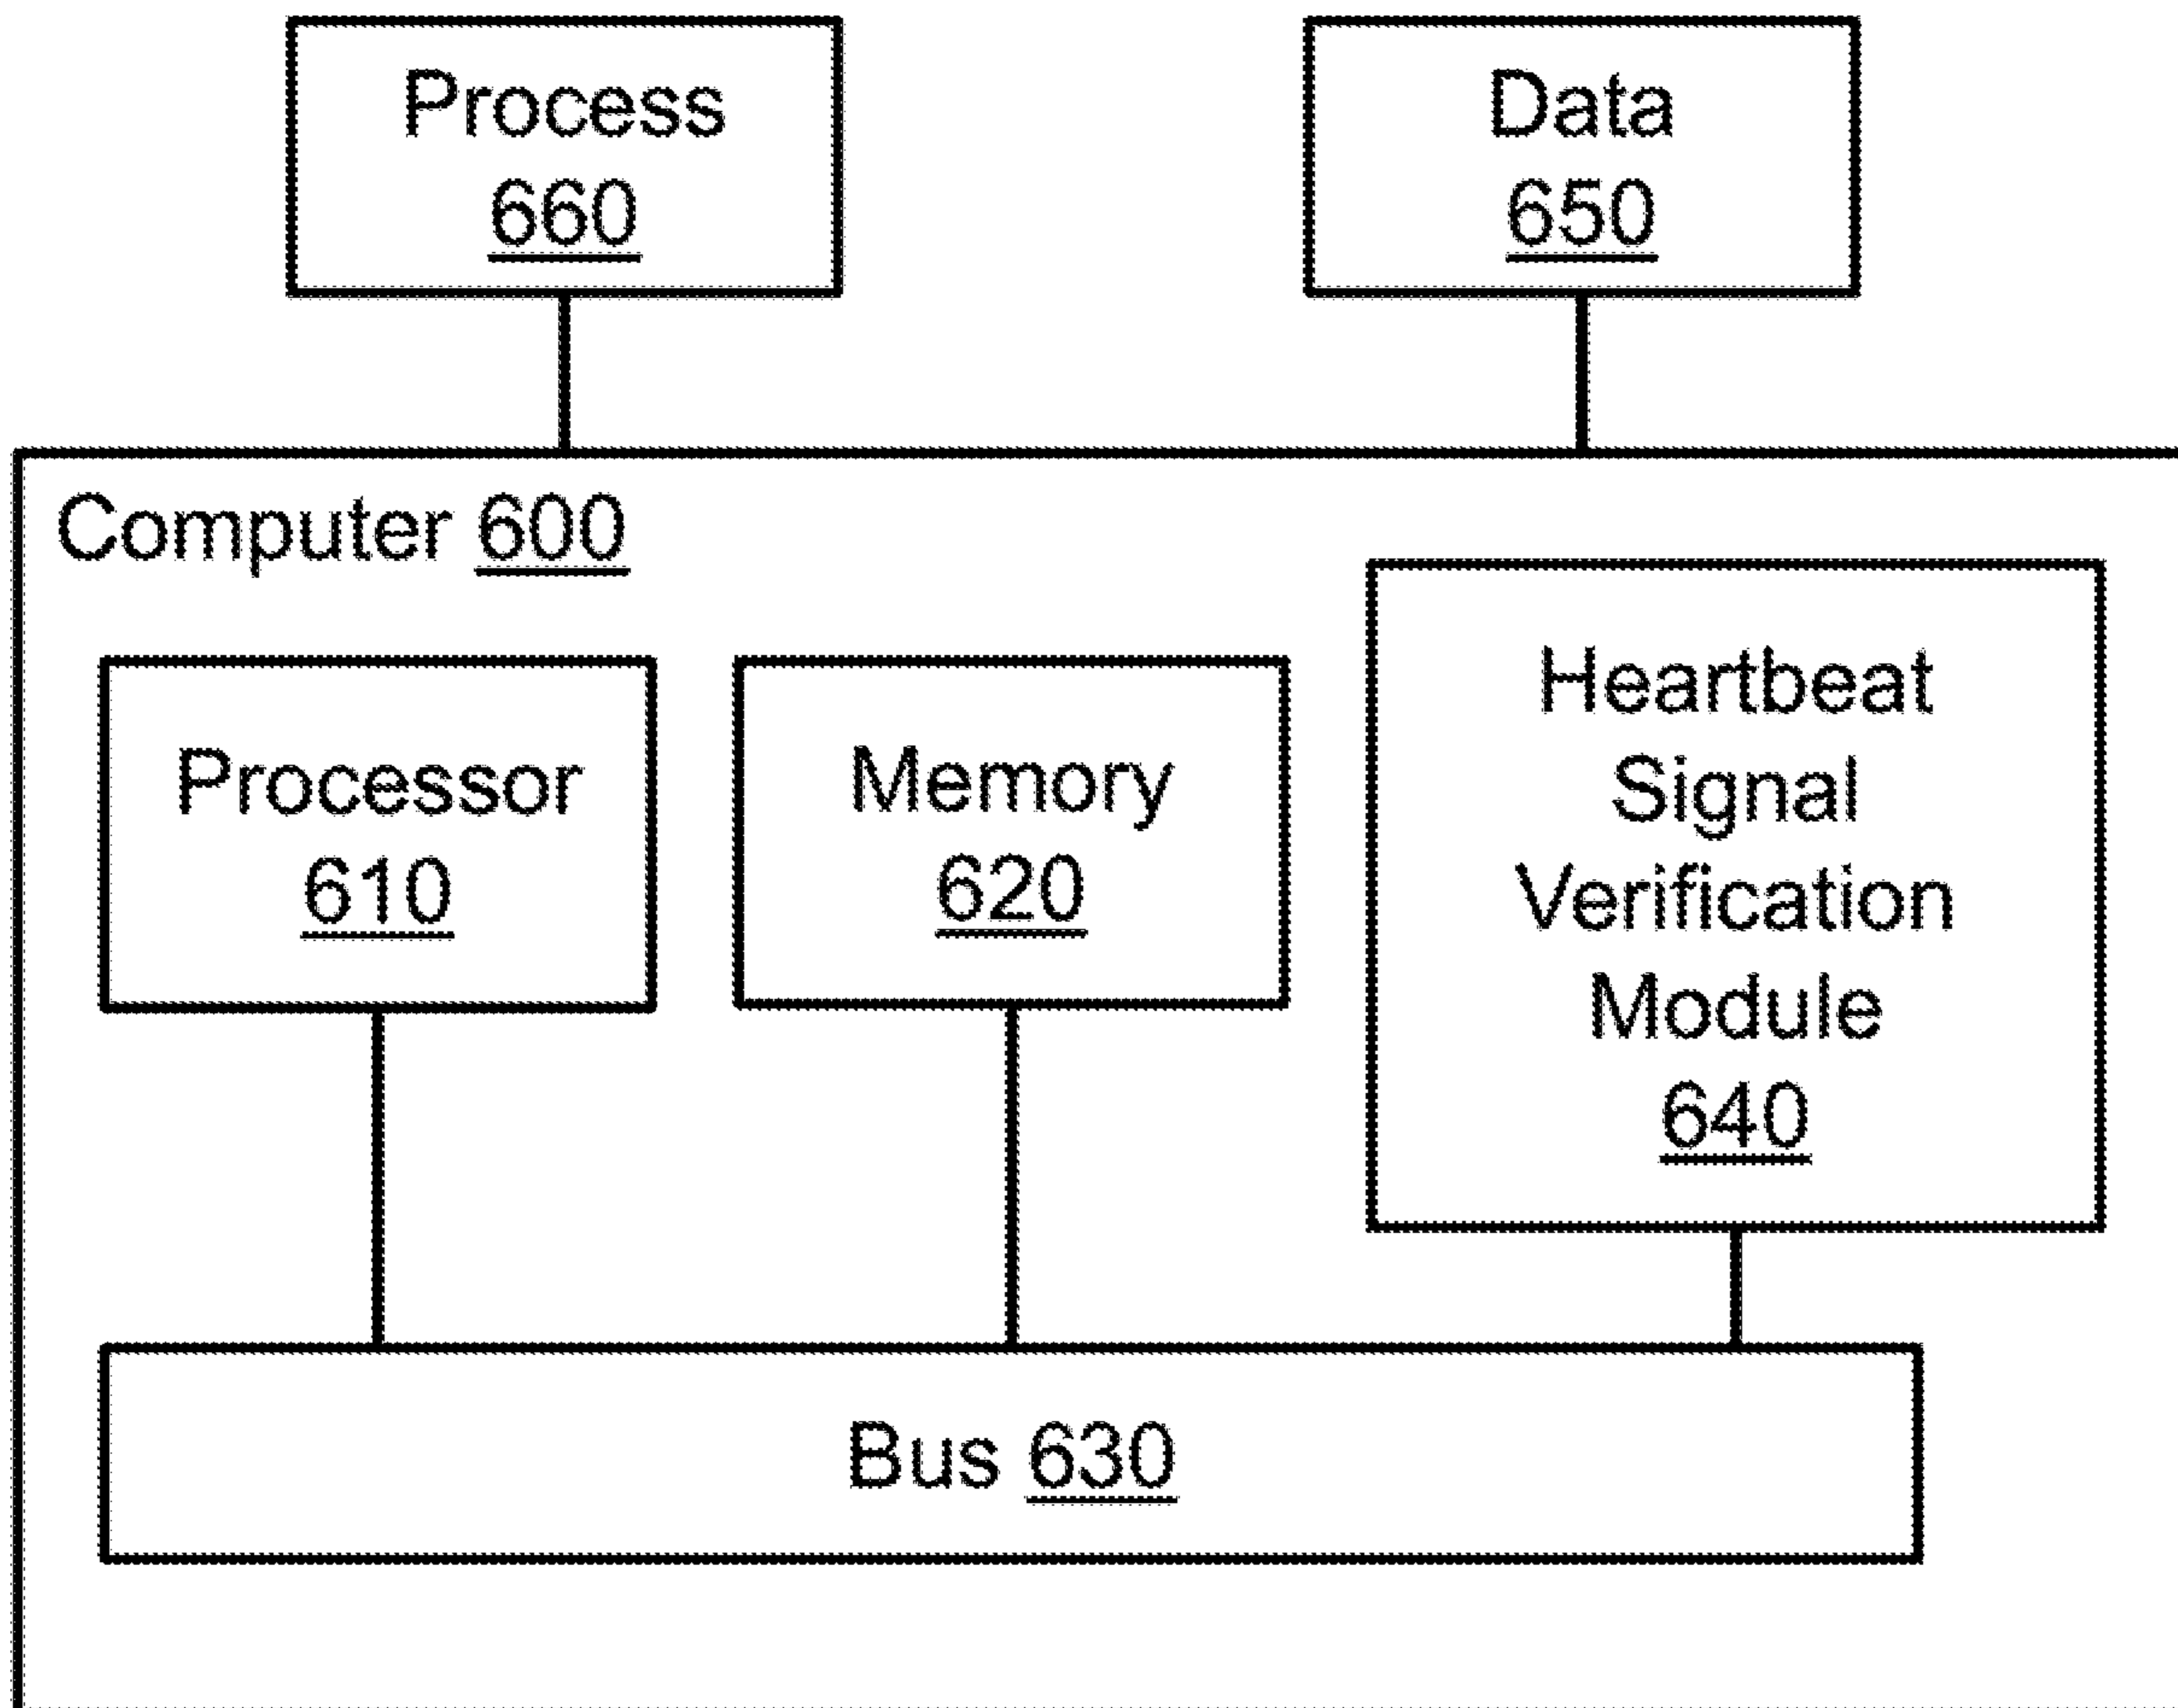 Process
660
Data
650
Computer 600
Processor
610
Memory
620
Heartbeat
Signal
Verification
Module
640
Bus 630